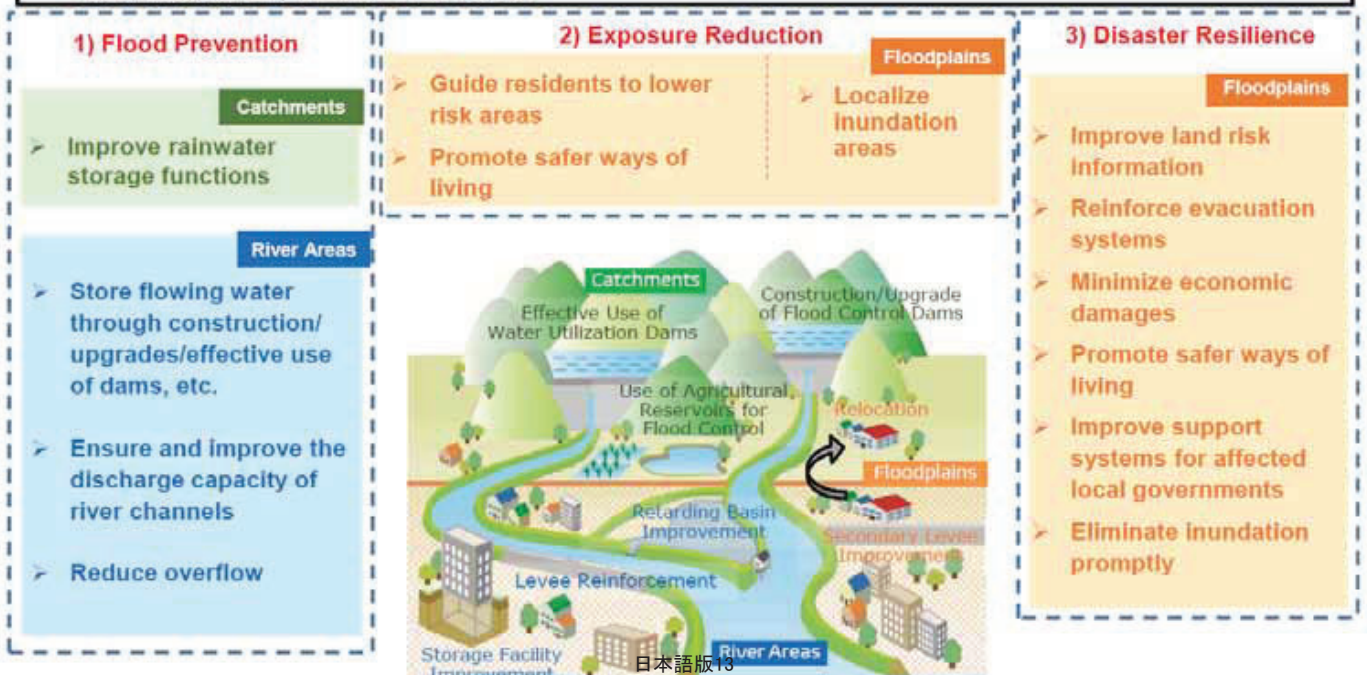 1) Flood Prevention
Catchments
➢ Improve rainwater
storage functions
River Areas
➢ Store flowing water
through construction/
upgrades/effective use
of dams, etc.
➢ Ensure and improve the
discharge capacity of
river channels
➢ Reduce overflow
2) Exposure Reduction
Floodplains
➢ Guide residents to lower
risk areas
➢ Promote safer ways of
living
➢ Localize
inundation
areas
3) Disaster Resilience
Floodplains
➢ Improve land risk
information
➢ Reinforce evacuation
systems
➢ Minimize economic
damages
➢ Promote safer ways of
living
➢ Improve support
systems for affected
local governments
➢ Eliminate inundation
promptly
Catchments
Effective Use of
Water Utilization Dams
Construction/Upgrade
of Flood Control Dams
Use of Agricultural
Reservoirs for
Flood Control
Relocation
Floodplains
Retarding Basin
Improvement
Secondary Levee
Improvement
Levee Reinforcement
River Areas
Storage Facility
Improvement
日本語版13